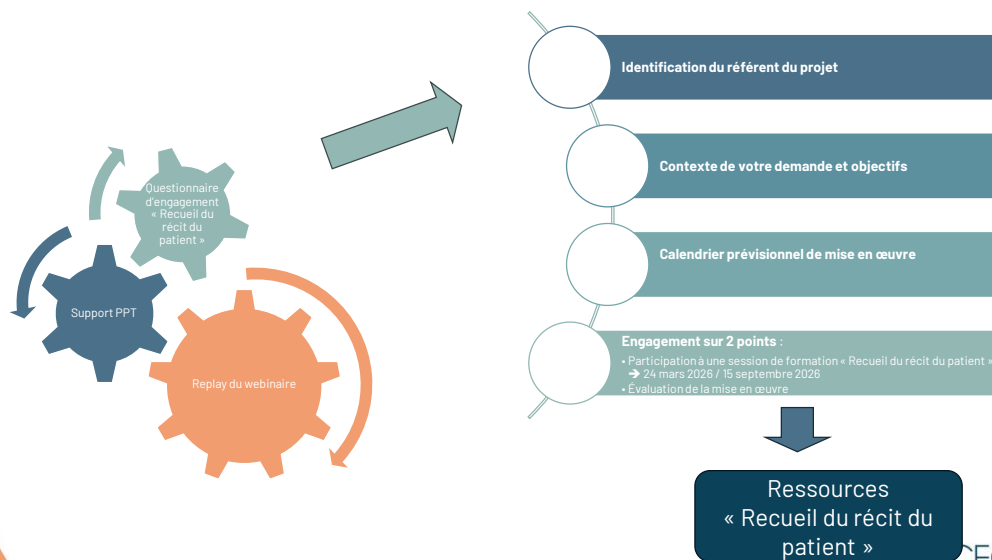 Questionnaire
d'engagement
« Recueil du
récit du
patient »
Support PPT
Replay du webinaire
Identification du référent du projet
Contexte de votre demande et objectifs
Calendrier prévisionnel de mise en œuvre
Engagement sur 2 points :
• Participation à une session de formation « Recueil du récit du patient »
➔ 24 mars 2026 / 15 septembre 2026
• Évaluation de la mise en œuvre
Ressources
« Recueil du récit du
patient »